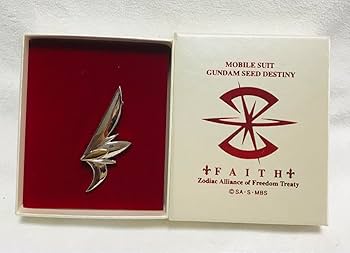 MOBILE SUIT
GUNDAM SEED DESTINY
FAITH
Zodiac Alliance of Freedom Treaty
©SA·S·MBS